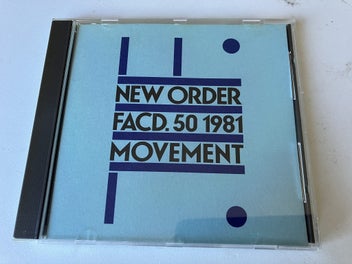 NEW ORDER
FACD. 50 1981
MOVEMENT